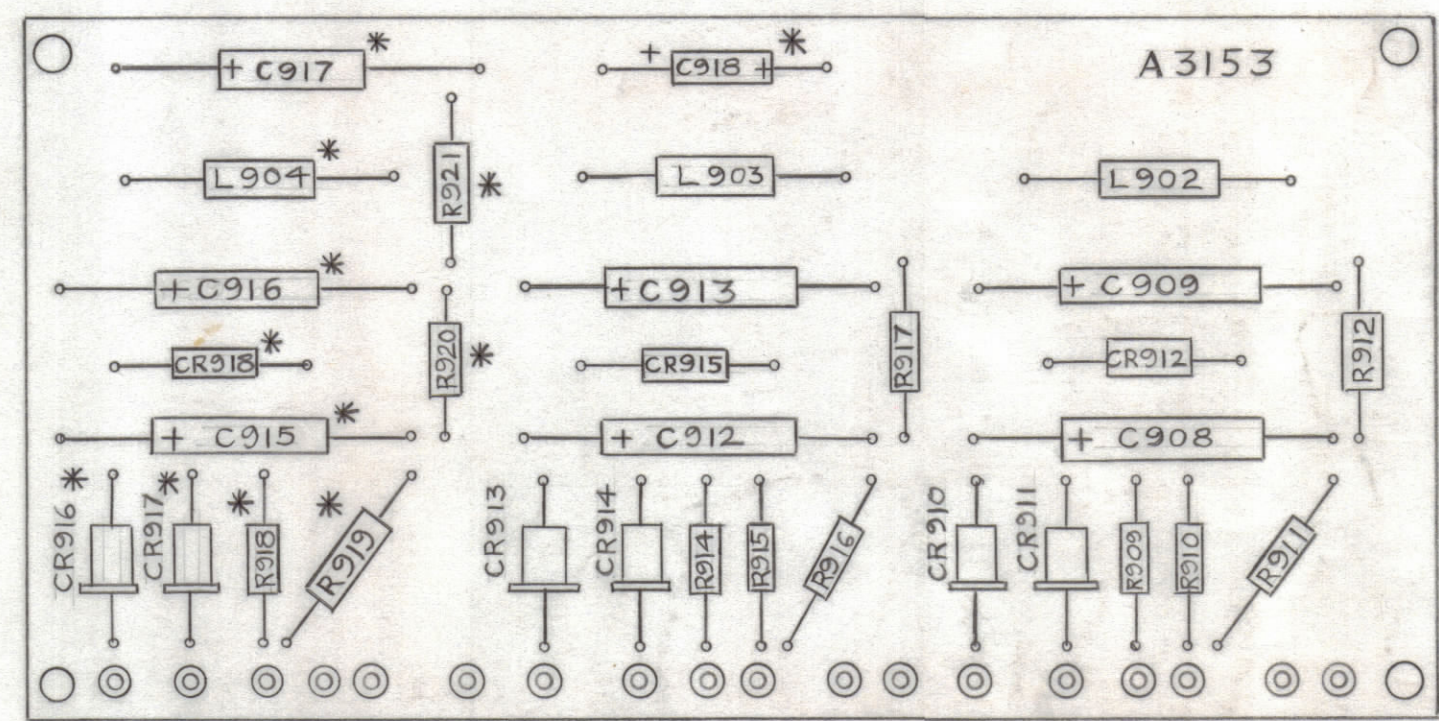 + C917 *
+ C918 + *
A3153
L904 *
R921 *
L903
L902
+ C916 *
+ C913
+ C909
CR918 *
R920 *
CR915
R917
CR912
R912
+ C915 *
+ C912
+ C908
CR916 *
CR917 *
R918 *
R919 *
CR913
CR914
R914
R915
R916
CR910
CR911
R909
R910
R911